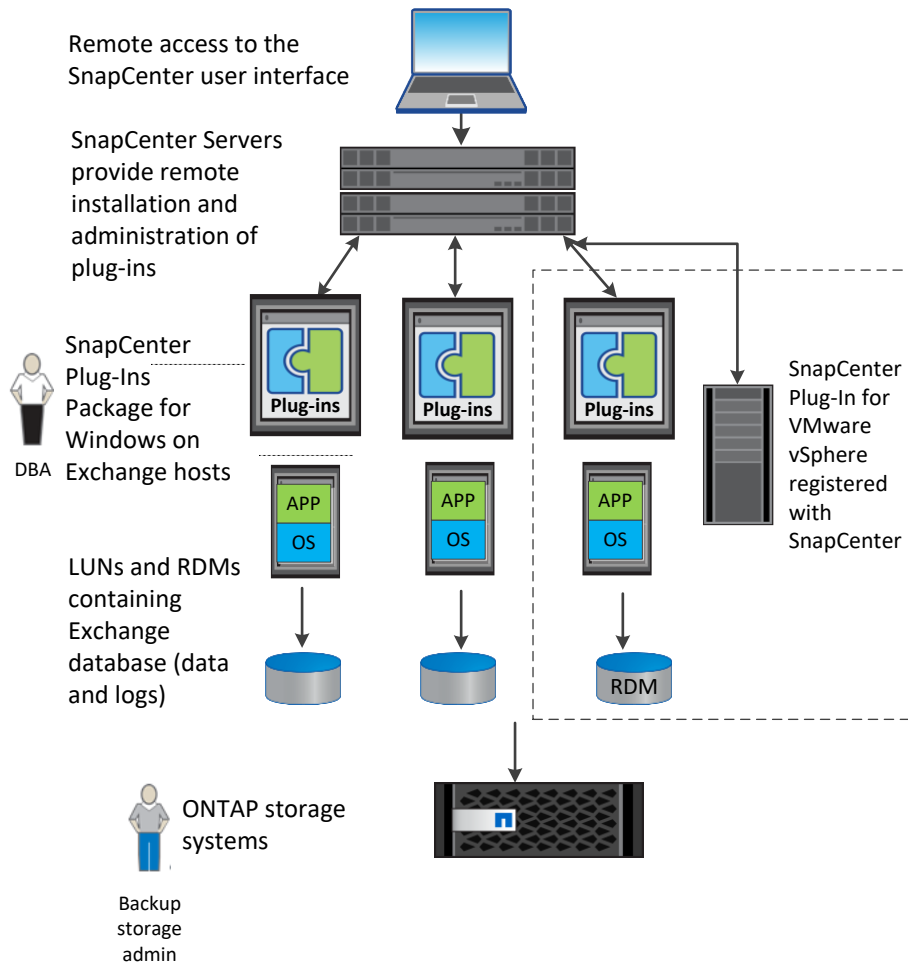 Remote access to the
SnapCenter user interface
SnapCenter Servers
provide remote
installation and
administration of
plug-ins
SnapCenter
Plug-Ins
Package for
Windows on
Exchange hosts
DBA
Plug-ins
Plug-ins
Plug-ins
SnapCenter
Plug-In for
VMware
vSphere
registered
with
SnapCenter
APP
OS
APP
OS
APP
OS
LUNs and RDMs
containing
Exchange
database (data
and logs)
RDM
ONTAP storage
systems
Backup
storage
admin